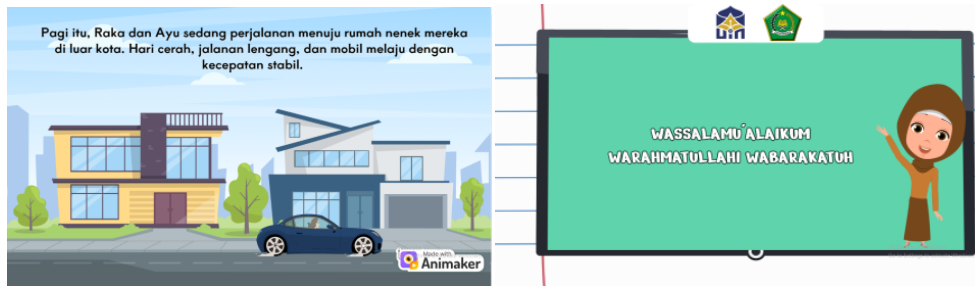 Pagi itu, Raka dan Ayu sedang perjalanan menuju rumah nenek mereka
di luar kota. Hari cerah, jalanan lengang, dan mobil melaju dengan
kecepatan stabil.
Made with
Animaker
uin
WASSALAMU'ALAIKUM
WARAHMATULLAHI WABARAKATUH